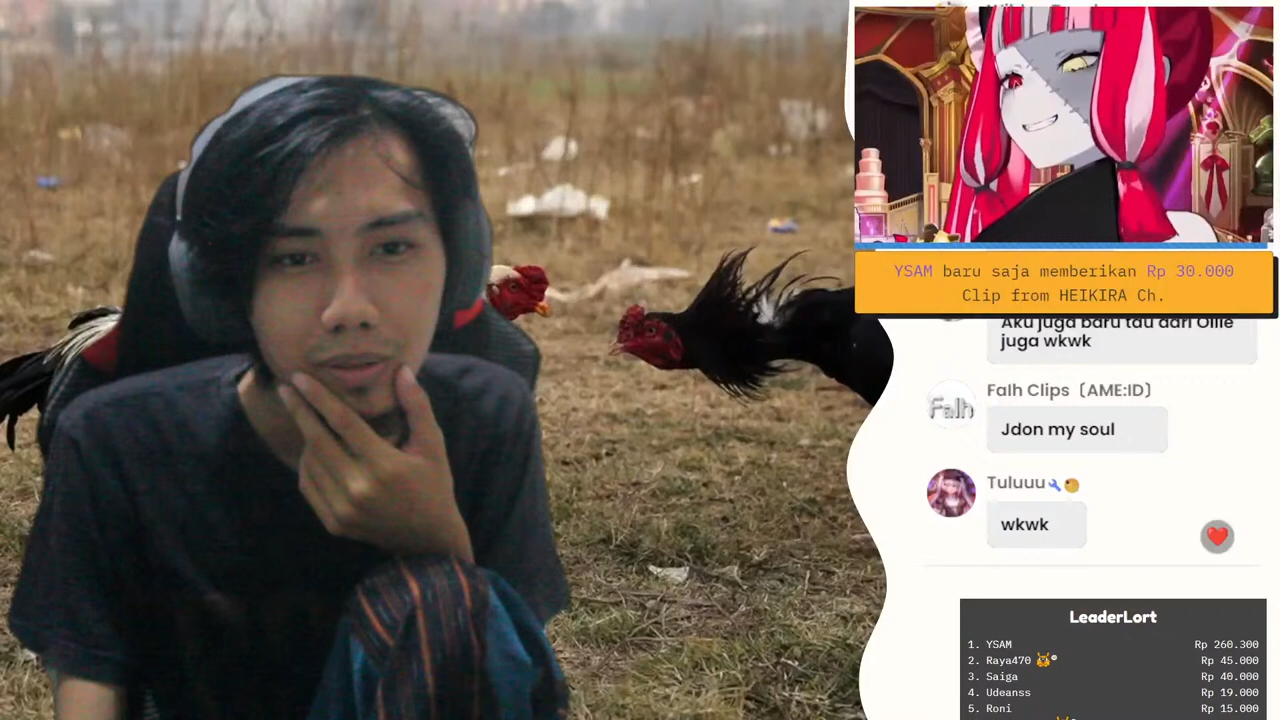 YSAM baru saja memberikan Rp 30.000
Clip from HEIKIRA Ch.
Aku juga baru tau dari Ollie
juga wkwk
Falh Clips〔AME:ID〕
Falh
Jdon my soul
Tuluuu
wkwk
LeaderLort
1. YSAM Rp 260.300
2. Raya470 Rp 45.000
3. Saiga Rp 40.000
4. Udeanss Rp 19.000
5. Roni Rp 15.000